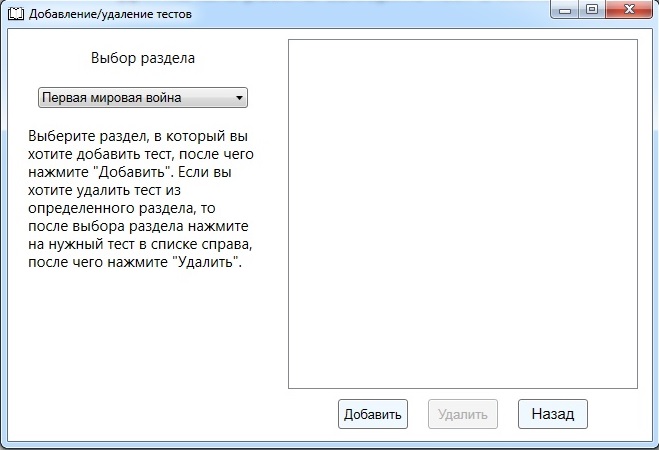 Добавление/удаление тестов
Выбор раздела
Первая мировая война
Выберите раздел, в который вы
хотите добавить тест, после чего
нажмите "Добавить". Если вы
хотите удалить тест из
определенного раздела, то
после выбора раздела нажмите
на нужный тест в списке справа,
после чего нажмите "Удалить".
Добавить
Удалить
Назад